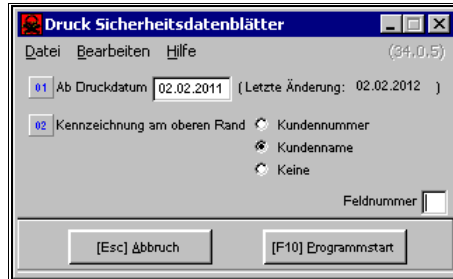 Druck Sicherheitsdatenblätter
Datei Bearbeiten Hilfe (34,0,5)
01 Ab Druckdatum 02.02.2011 (Letzte Änderung: 02.02.2012 )
02 Kennzeichnung am oberen Rand Kundennummer
Kundenname
Keine
Feldnummer
[Esc] Abbruch [F10] Programmstart